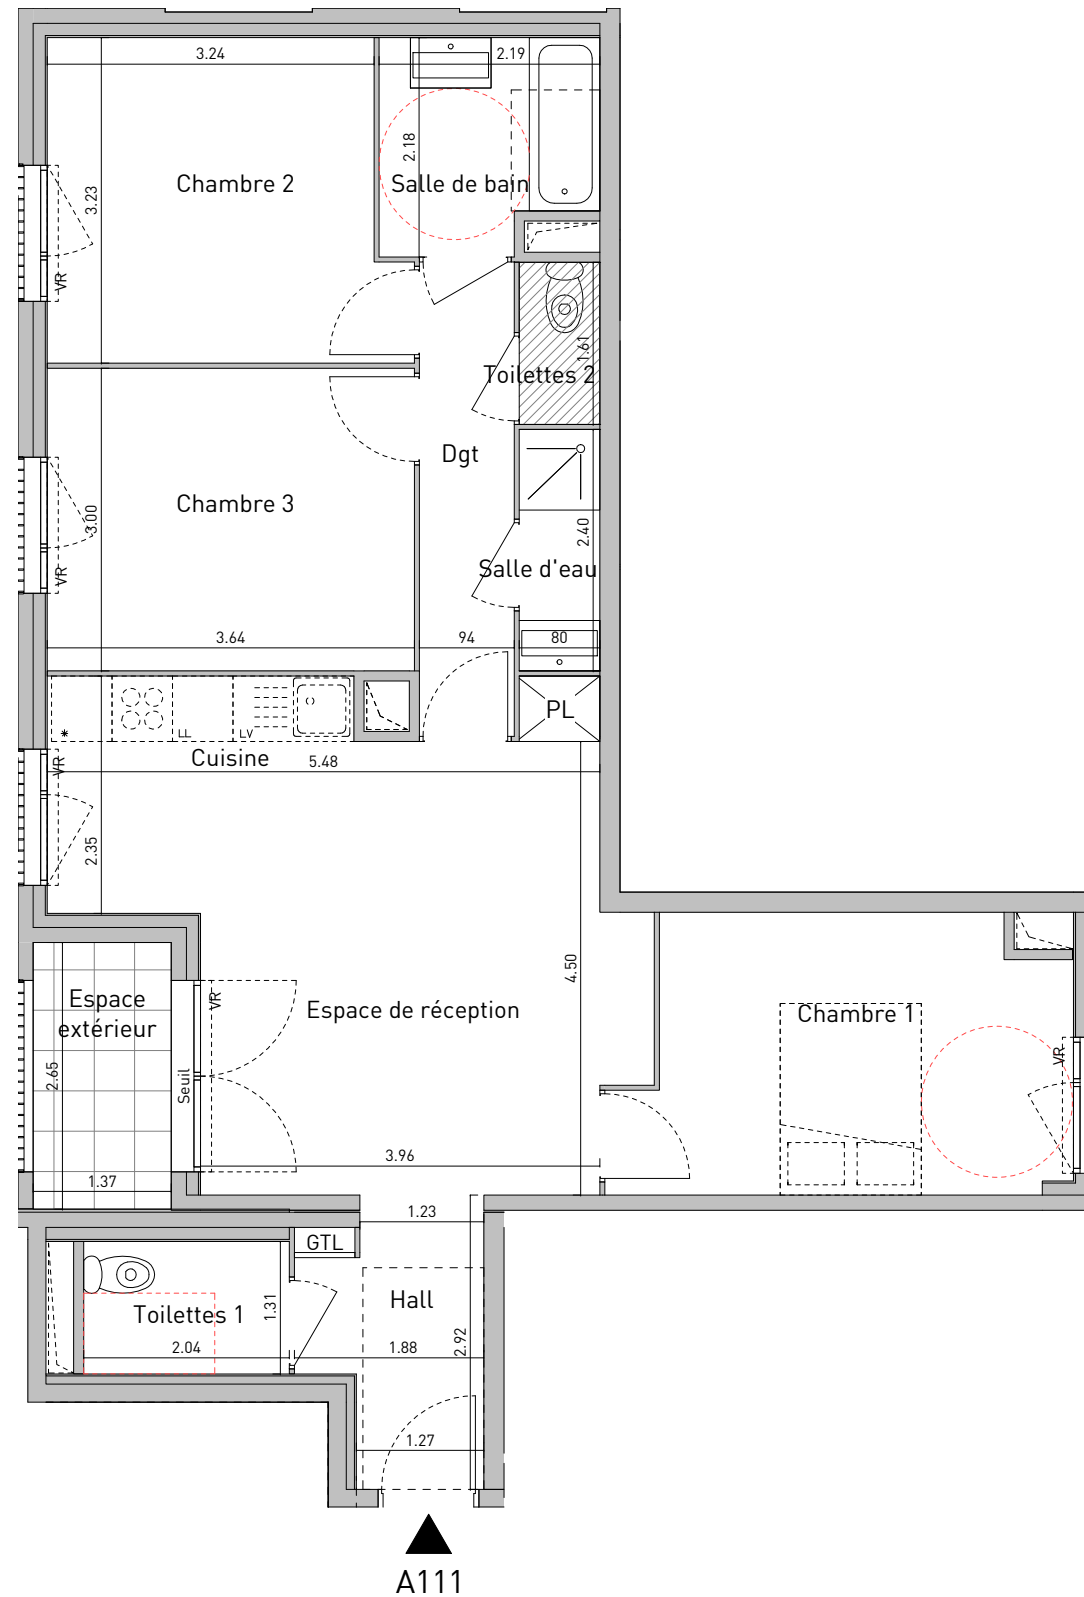 3.24
2.19
2.18
3.23
Chambre 2
Salle de bain
VR
1.61
Toilettes 2
Dgt
Chambre 3
3.00
2.40
VR
Salle d'eau
3.64
94
80
*
LL
LV
PL
Cuisine
5.48
VR
2.35
4.50
Espace
extérieur
VR
Espace de réception
Chambre 1
VR
2.65
Seuil
3.96
1.37
1.23
GTL
Hall
Toilettes 1
1.31
2.92
2.04
1.88
1.27
A111